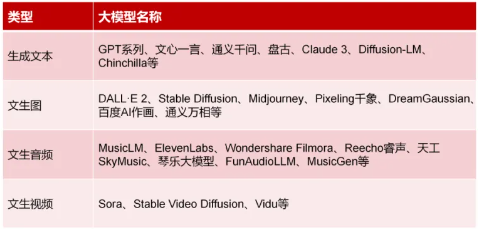 类型 大模型名称
生成文本 GPT系列、文心一言、通义千问、盘古、Claude 3、Diffusion-LM、
Chinchilla等
文生图 DALL·E 2、Stable Diffusion、Midjourney、Pixeling千象、DreamGaussian、
百度AI作画、通义万相等
文生音频 MusicLM、ElevenLabs、Wondershare Filmora、Reecho睿声、天工
SkyMusic、琴乐大模型、FunAudioLLM、MusicGen等
文生视频 Sora、Stable Video Diffusion、Vidu等